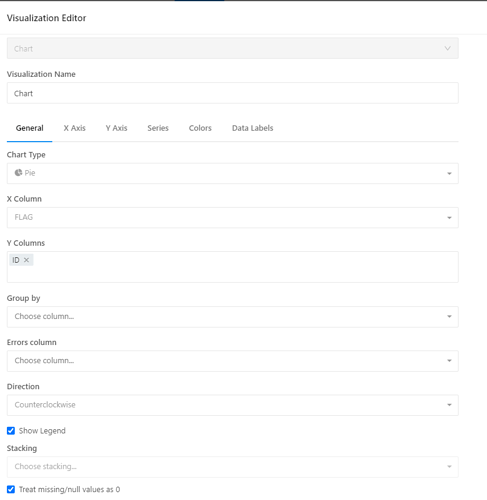 Visualization Editor
Chart
Visualization Name
Chart
General X Axis Y Axis Series Colors Data Labels
Chart Type
Pie
X Column
FLAG
Y Columns
ID ×
Group by
Choose column...
Errors column
Choose column...
Direction
Counterclockwise
Show Legend
Stacking
Choose stacking...
Treat missing/null values as 0